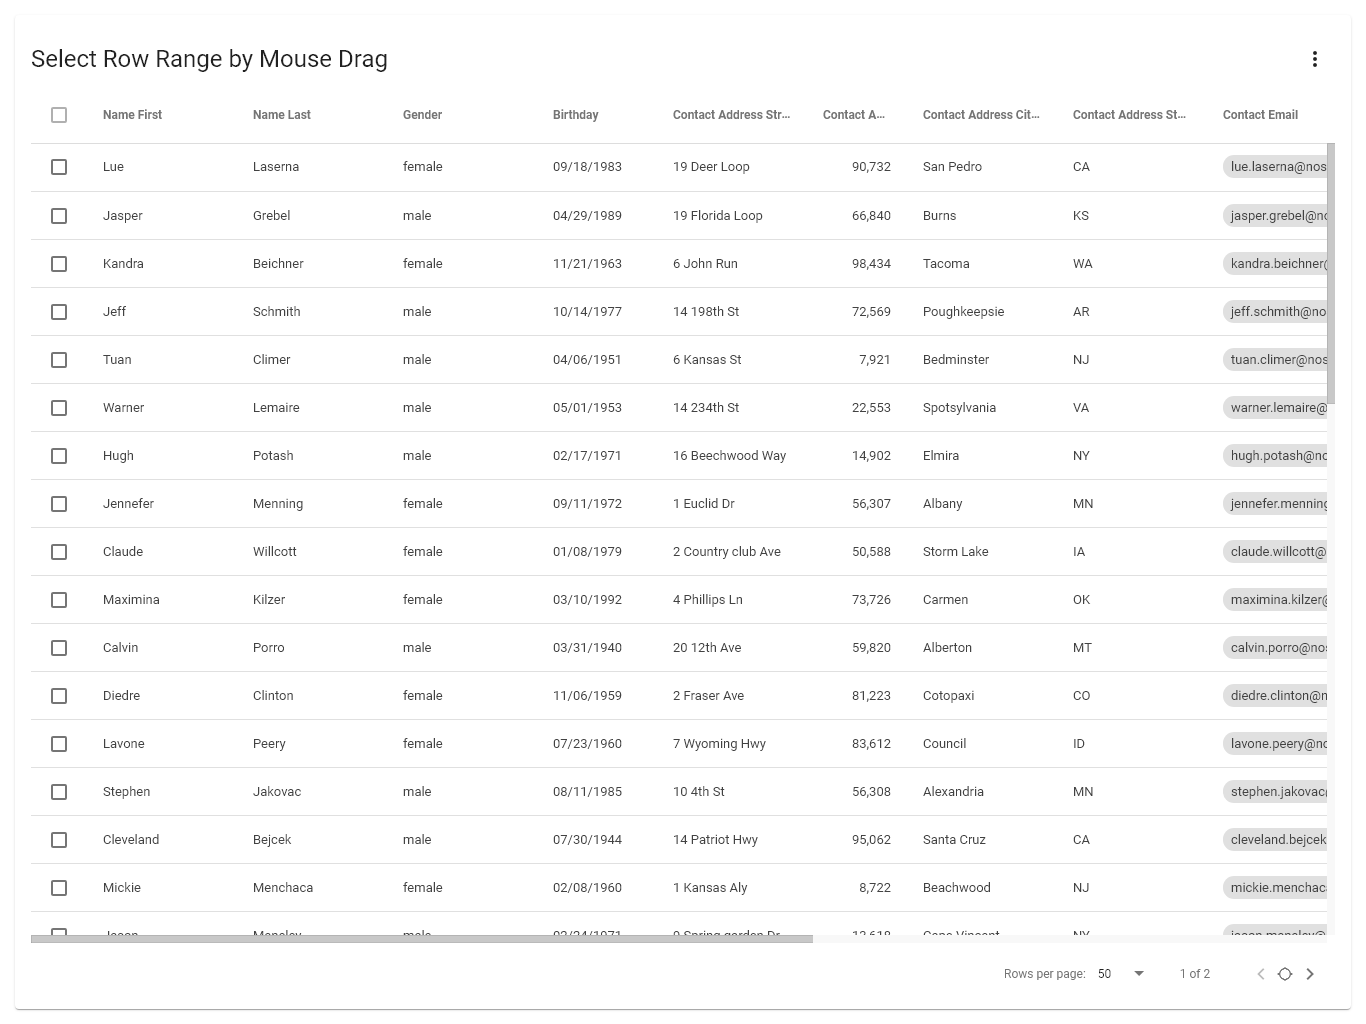 Select Row Range by Mouse Drag
Name First Name Last Gender Birthday Contact Address Str... Contact A... Contact Address Cit... Contact Address St... Contact Email
Lue Laserna female 09/18/1983 19 Deer Loop 90,732 San Pedro CA lue.laserna@nos
Jasper Grebel male 04/29/1989 19 Florida Loop 66,840 Burns KS jasper.grebel@no
Kandra Beichner female 11/21/1963 6 John Run 98,434 Tacoma WA kandra.beichner@
Jeff Schmith male 10/14/1977 14 198th St 72,569 Poughkeepsie AR jeff.schmith@no
Tuan Climer male 04/06/1951 6 Kansas St 7,921 Bedminster NJ tuan.climer@nos
Warner Lemaire male 05/01/1953 14 234th St 22,553 Spotsylvania VA warner.lemaire@
Hugh Potash male 02/17/1971 16 Beechwood Way 14,902 Elmira NY hugh.potash@no
Jennefer Menning female 09/11/1972 1 Euclid Dr 56,307 Albany MN jennefer.menning
Claude Willcott female 01/08/1979 2 Country club Ave 50,588 Storm Lake IA claude.willcott@
Maximina Kilzer female 03/10/1992 4 Phillips Ln 73,726 Carmen OK maximina.kilzer@
Calvin Porro male 03/31/1940 20 12th Ave 59,820 Alberton MT calvin.porro@nos
Diedre Clinton female 11/06/1959 2 Fraser Ave 81,223 Cotopaxi CO diedre.clinton@n
Lavone Peery female 07/23/1960 7 Wyoming Hwy 83,612 Council ID lavone.peery@no
Stephen Jakovac male 08/11/1985 10 4th St 56,308 Alexandria MN stephen.jakovac@
Cleveland Bejcek male 07/30/1944 14 Patriot Hwy 95,062 Santa Cruz CA cleveland.bejcek
Mickie Menchaca female 02/08/1960 1 Kansas Aly 8,722 Beachwood NJ mickie.menchac
Rows per page: 50 1 of 2